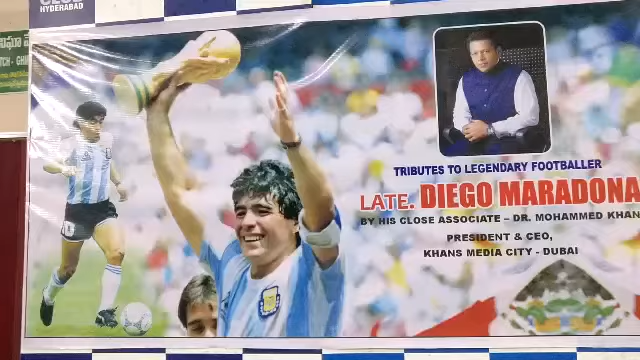 HYDERABAD
TRIBUTES TO LEGENDARY FOOTBALLER
LATE. DIEGO MARADONA
BY HIS CLOSE ASSOCIATE – DR. MOHAMMED KHAN
PRESIDENT & CEO,
KHANS MEDIA CITY - DUBAI